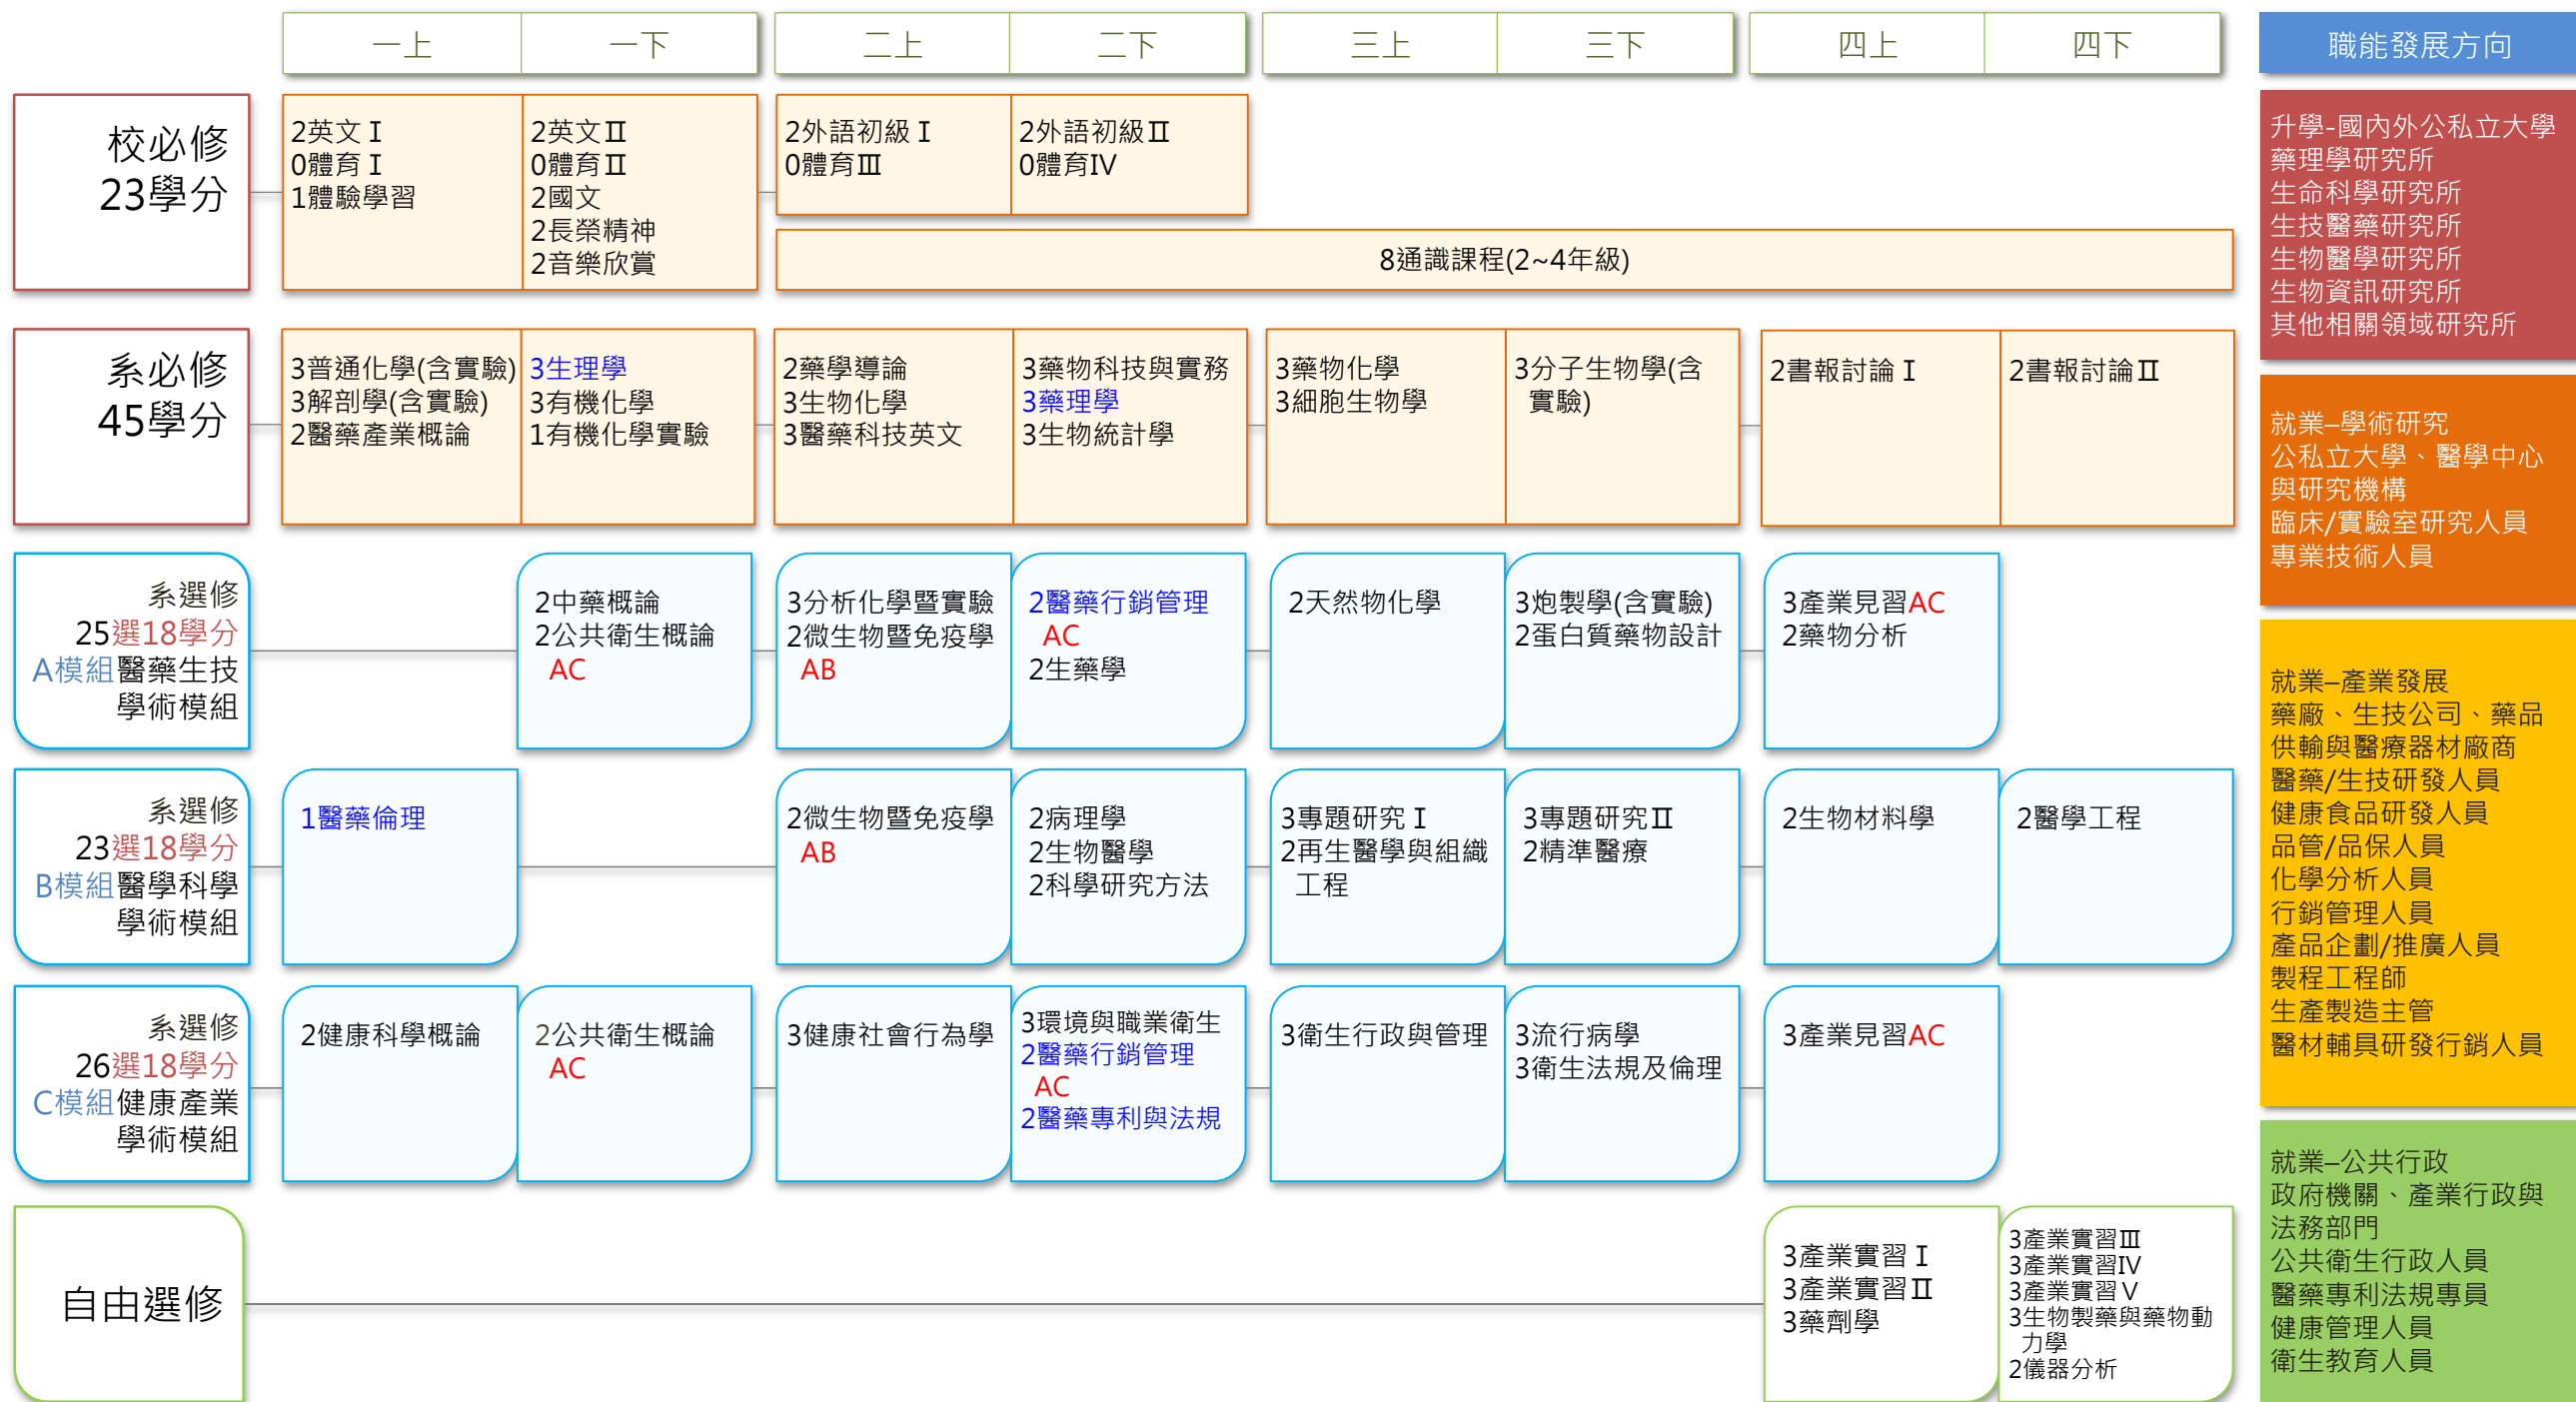 一上
一下
二上
二下
三上
三下
四上
四下
職能發展方向
校必修
23學分
2英文Ⅰ
0體育Ⅰ
1體驗學習
2英文Ⅱ
0體育Ⅱ
2國文
2長榮精神
2音樂欣賞
2外語初級Ⅰ
0體育Ⅲ
2外語初級Ⅱ
0體育Ⅳ
8通識課程(2~4年級)
系必修
45學分
3普通化學(含實驗)
3解剖學(含實驗)
2醫藥產業概論
3生理學
3有機化學
1有機化學實驗
2藥學導論
3生物化學
3醫藥科技英文
3藥物科技與實務
3藥理學
3生物統計學
3藥物化學
3細胞生物學
3分子生物學(含
實驗)
2書報討論Ⅰ
2書報討論Ⅱ
系選修
25選18學分
A模組醫藥生技
學術模組
2中藥概論
2公共衛生概論
AC
3分析化學暨實驗
2微生物暨免疫學
AB
2醫藥行銷管理
AC
2生藥學
2天然物化學
3炮製學(含實驗)
2蛋白質藥物設計
3產業見習AC
2藥物分析
系選修
23選18學分
B模組醫學科學
學術模組
1醫藥倫理
2微生物暨免疫學
AB
2病理學
2生物醫學
2科學研究方法
3專題研究Ⅰ
2再生醫學與組織
工程
3專題研究Ⅱ
2精準醫療
2生物材料學
2醫學工程
系選修
26選18學分
C模組健康產業
學術模組
2健康科學概論
2公共衛生概論
AC
3健康社會行為學
3環境與職業衛生
2醫藥行銷管理
AC
2醫藥專利與法規
3衛生行政與管理
3流行病學
3衛生法規及倫理
3產業見習AC
自由選修
3產業實習Ⅰ
3產業實習Ⅱ
3藥劑學
3產業實習Ⅲ
3產業實習Ⅳ
3產業實習Ⅴ
3生物製藥與藥物動
力學
2儀器分析
升學-國內外公私立大學
藥理學研究所
生命科學研究所
生技醫藥研究所
生物醫學研究所
生物資訊研究所
其他相關領域研究所
就業–學術研究
公私立大學、醫學中心
與研究機構
臨床/實驗室研究人員
專業技術人員
就業–產業發展
藥廠、生技公司、藥品
供輸與醫療器材廠商
醫藥/生技研發人員
健康食品研發人員
品管/品保人員
化學分析人員
行銷管理人員
產品企劃/推廣人員
製程工程師
生產製造主管
醫材輔具研發行銷人員
就業–公共行政
政府機關、產業行政與
法務部門
公共衛生行政人員
醫藥專利法規專員
健康管理人員
衛生教育人員